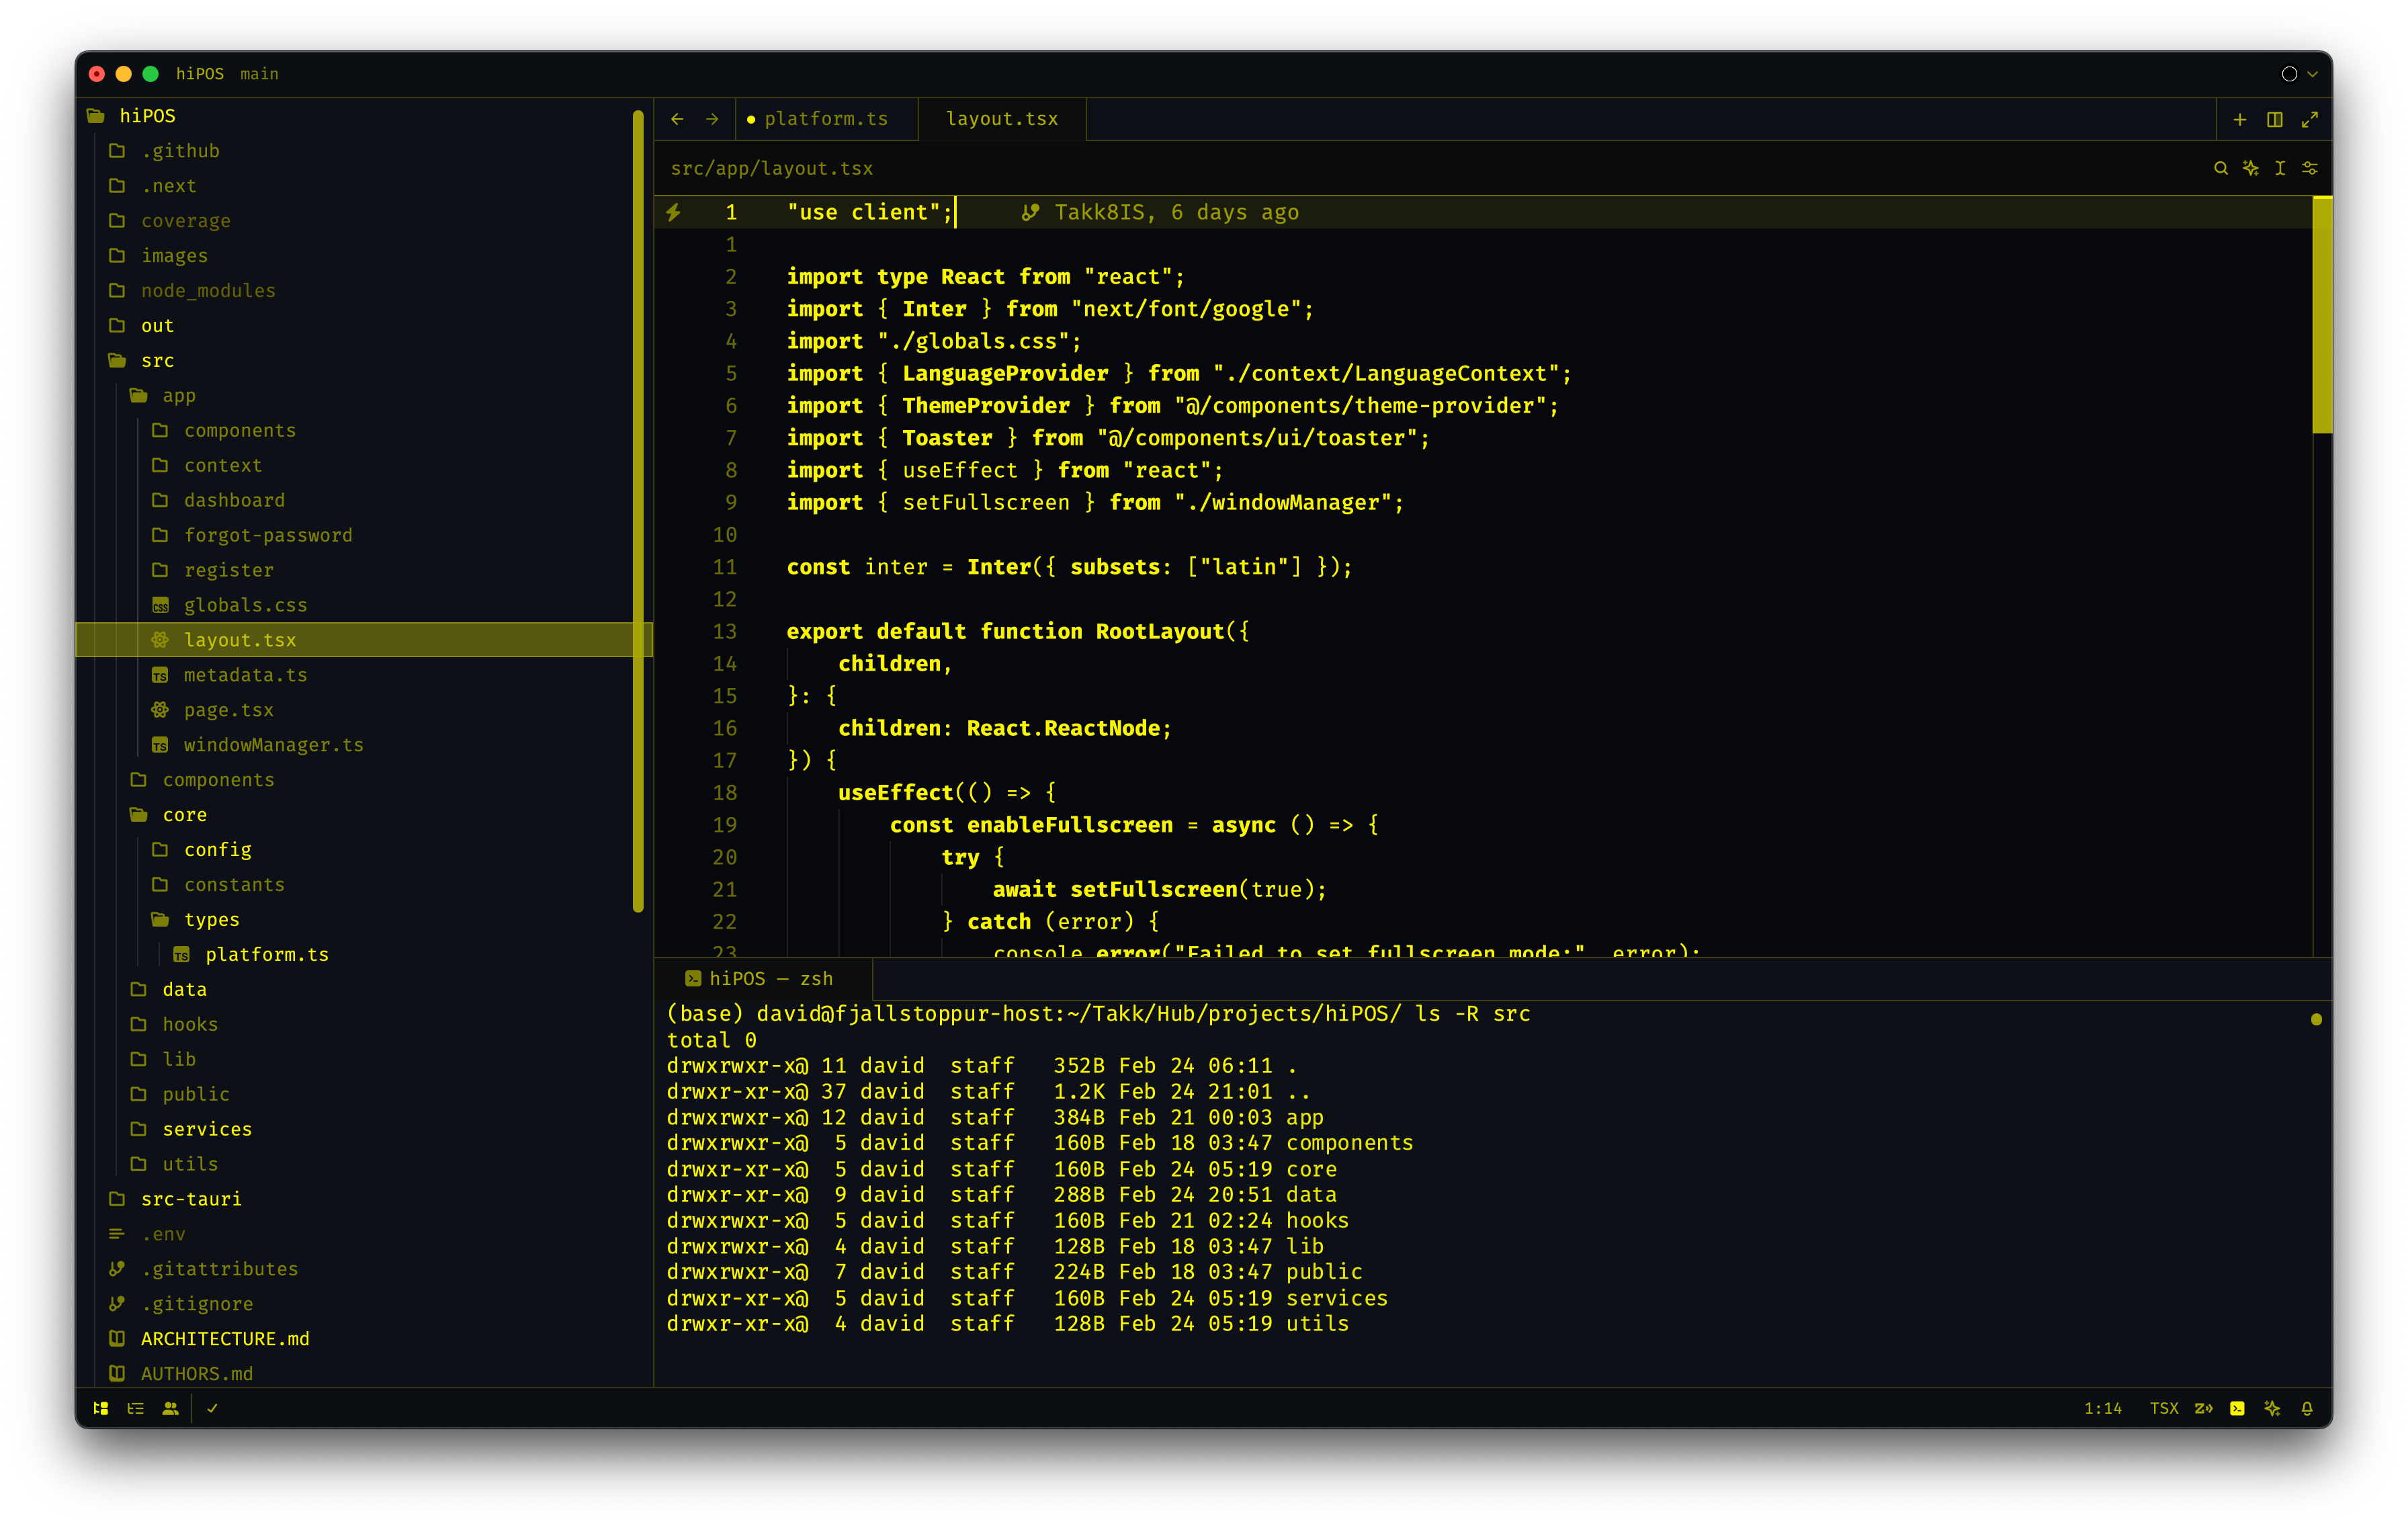 hiPOS main
hiPOS
.github
.next
coverage
images
node_modules
out
src
app
components
context
dashboard
forgot-password
register
globals.css
layout.tsx
metadata.ts
page.tsx
windowManager.ts
components
core
config
constants
types
platform.ts
data
hooks
lib
public
services
utils
src-tauri
.env
.gitattributes
.gitignore
ARCHITECTURE.md
AUTHORS.md
platform.ts layout.tsx
src/app/layout.tsx
1 "use client"; Takk8IS, 6 days ago
1
2 import type React from "react";
3 import { Inter } from "next/font/google";
4 import "./globals.css";
5 import { LanguageProvider } from "./context/LanguageContext";
6 import { ThemeProvider } from "@/components/theme-provider";
7 import { Toaster } from "@/components/ui/toaster";
8 import { useEffect } from "react";
9 import { setFullscreen } from "./windowManager";
10
11 const inter = Inter({ subsets: ["latin"] });
12
13 export default function RootLayout({
14 children,
15 }: {
16 children: React.ReactNode;
17 }) {
18 useEffect(() => {
19 const enableFullscreen = async () => {
20 try {
21 await setFullscreen(true);
22 } catch (error) {
23 console.error("Failed to set fullscreen mode:", error);
hiPOS — zsh
(base) david@fjallstoppur-host:~/Takk/Hub/projects/hiPOS/ ls -R src
total 0
drwxrwxr-x@ 11 david staff 352B Feb 24 06:11 .
drwxr-xr-x@ 37 david staff 1.2K Feb 24 21:01 ..
drwxrwxr-x@ 12 david staff 384B Feb 21 00:03 app
drwxrwxr-x@ 5 david staff 160B Feb 18 03:47 components
drwxr-xr-x@ 5 david staff 160B Feb 24 05:19 core
drwxr-xr-x@ 9 david staff 288B Feb 24 20:51 data
drwxrwxr-x@ 5 david staff 160B Feb 21 02:24 hooks
drwxrwxr-x@ 4 david staff 128B Feb 18 03:47 lib
drwxrwxr-x@ 7 david staff 224B Feb 18 03:47 public
drwxr-xr-x@ 5 david staff 160B Feb 24 05:19 services
drwxr-xr-x@ 4 david staff 128B Feb 24 05:19 utils
1:14 TSX